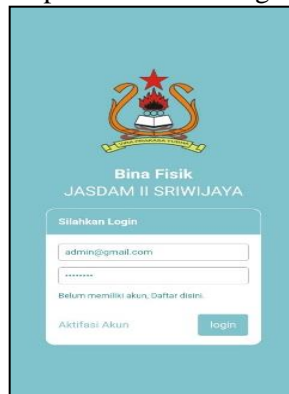 Bina Fisik
JASDAM II SRIWIJAYA
Silahkan Login
admin@gmail.com
********
Belum memiliki akun, Daftar disini.
Aktifasi Akun
login